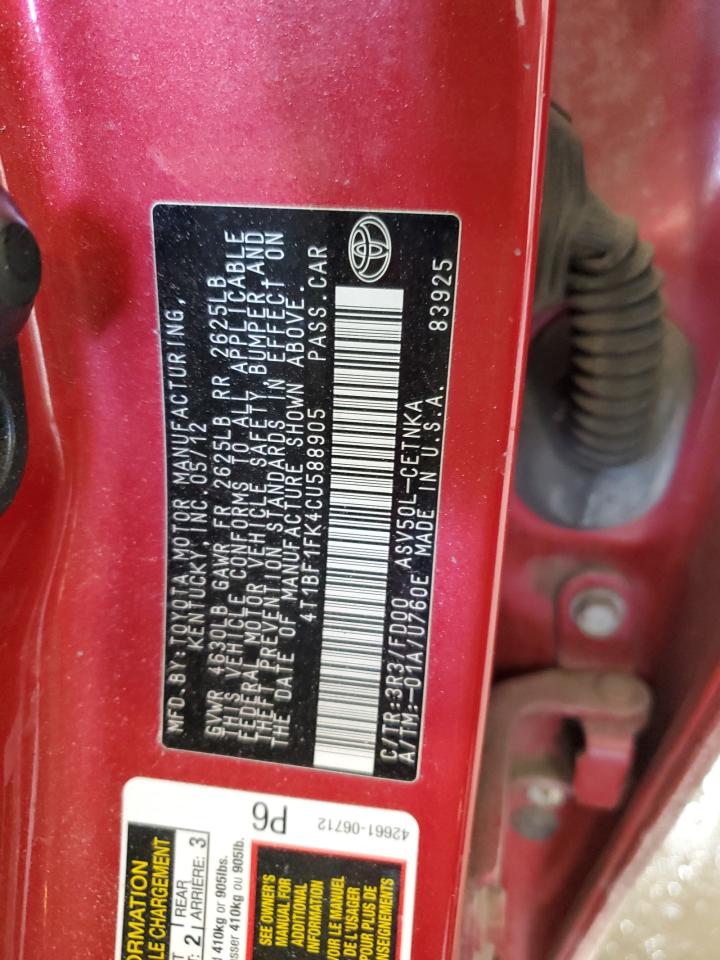 MFD.BY:TOYOTA MOTOR MANUFACTURING,
KENTUCKY, INC. 05/12
GVWR 4630LB GAWR FR 2625LB RR 2625LB
THIS VEHICLE CONFORMS TO ALL APPLICABLE
FEDERAL MOTOR VEHICLE SAFETY, BUMPER, AND
THEFT PREVENTION STANDARDS IN EFFECT ON
THE DATE OF MANUFACTURE SHOWN ABOVE.
4T1BF1FK4CU588905 PASS. CAR
C/TR:3R3/FD00 ASV50L-CETNKA
A/TM:-01A/U760E MADE IN U.S.A. 83925
ORMATION
LE CHARGEMENT
REAR
: 2 ARRIÈRE: 3
410kg or 905lbs.
asser 410kg ou 905lb.
P6
42661-06712
SEE OWNER'S
MANUAL FOR
ADDITIONAL
INFORMATION
VOIR LE MANUEL
DE L'USAGER
POUR PLUS DE